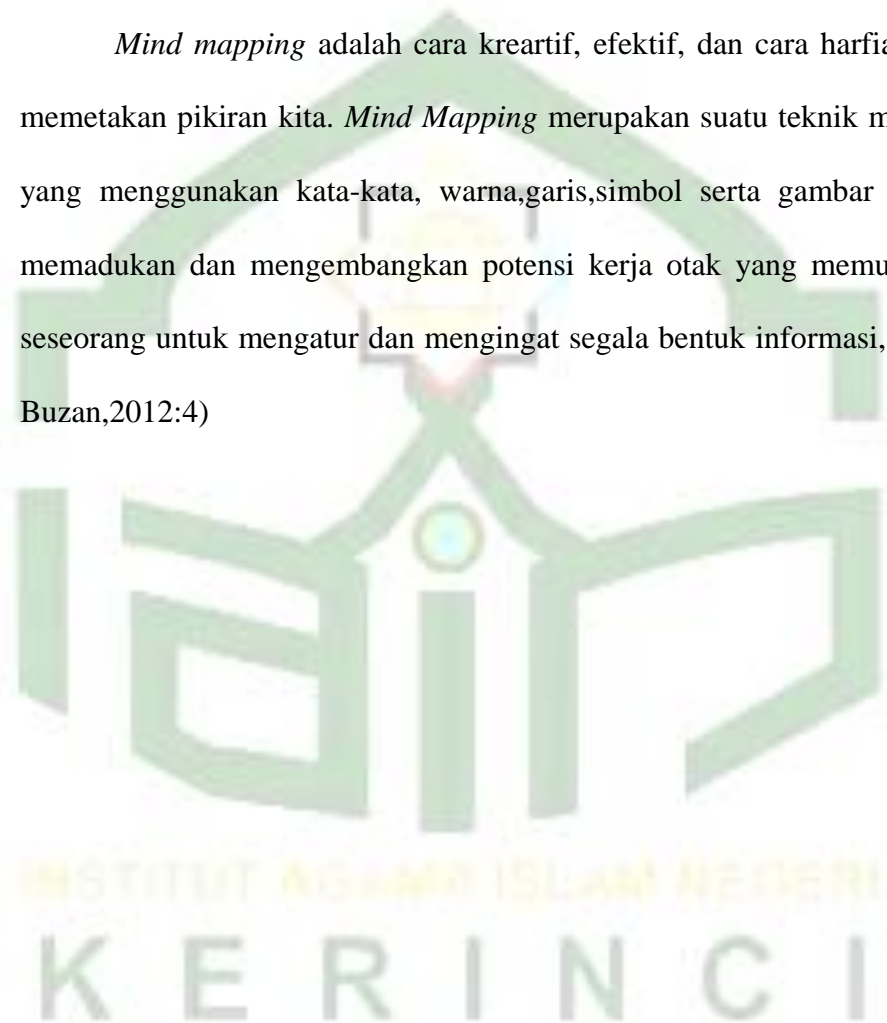 Mind mapping adalah cara kreartif, efektif, dan cara harfia
memetakan pikiran kita. Mind Mapping merupakan suatu teknik m
yang menggunakan kata-kata, warna,garis,simbol serta gambar
memadukan dan mengembangkan potensi kerja otak yang memu
seseorang untuk mengatur dan mengingat segala bentuk informasi,
Buzan,2012:4)
INSTITUT AGAMA ISLAM NEGERI
KERINCI